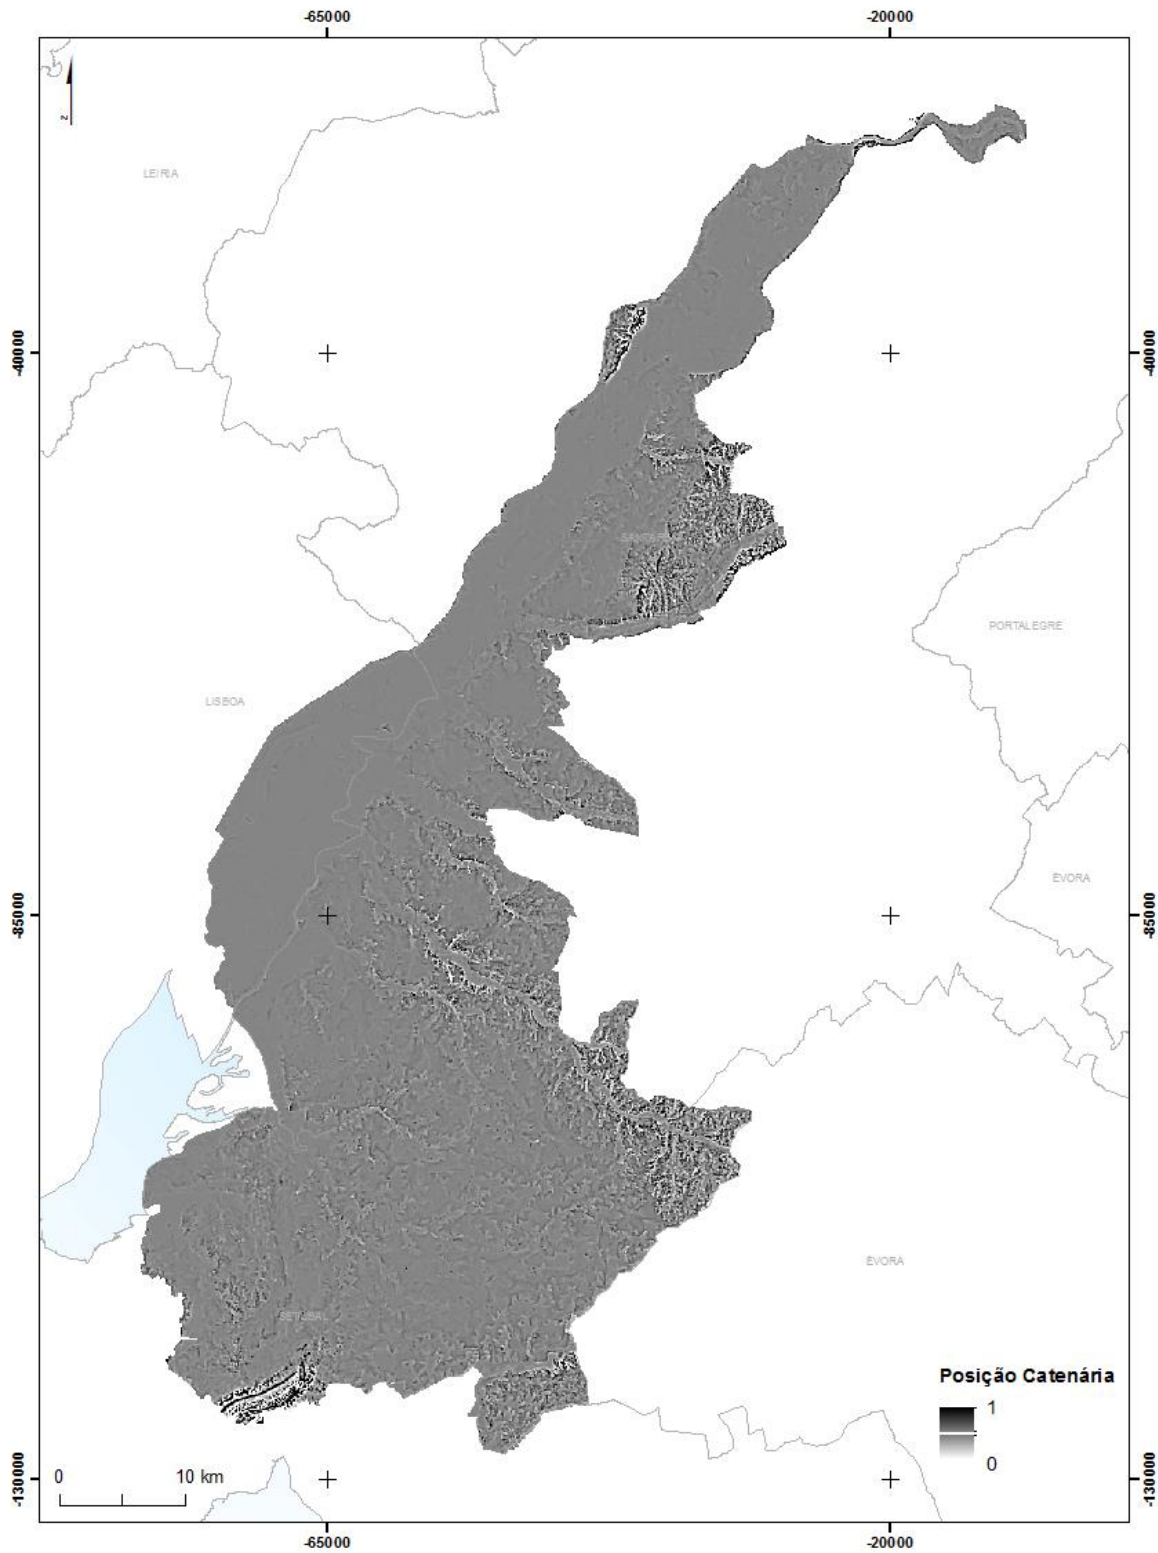 -65000
-20000
z
LEIRIA
-40000
-40000
PORTALEGRE
LISBOA
ÉVORA
-85000
-85000
ÉVORA
SETÚBAL
Posição Catenária
1
0
0
10 km
-130000
-130000
-65000
-20000